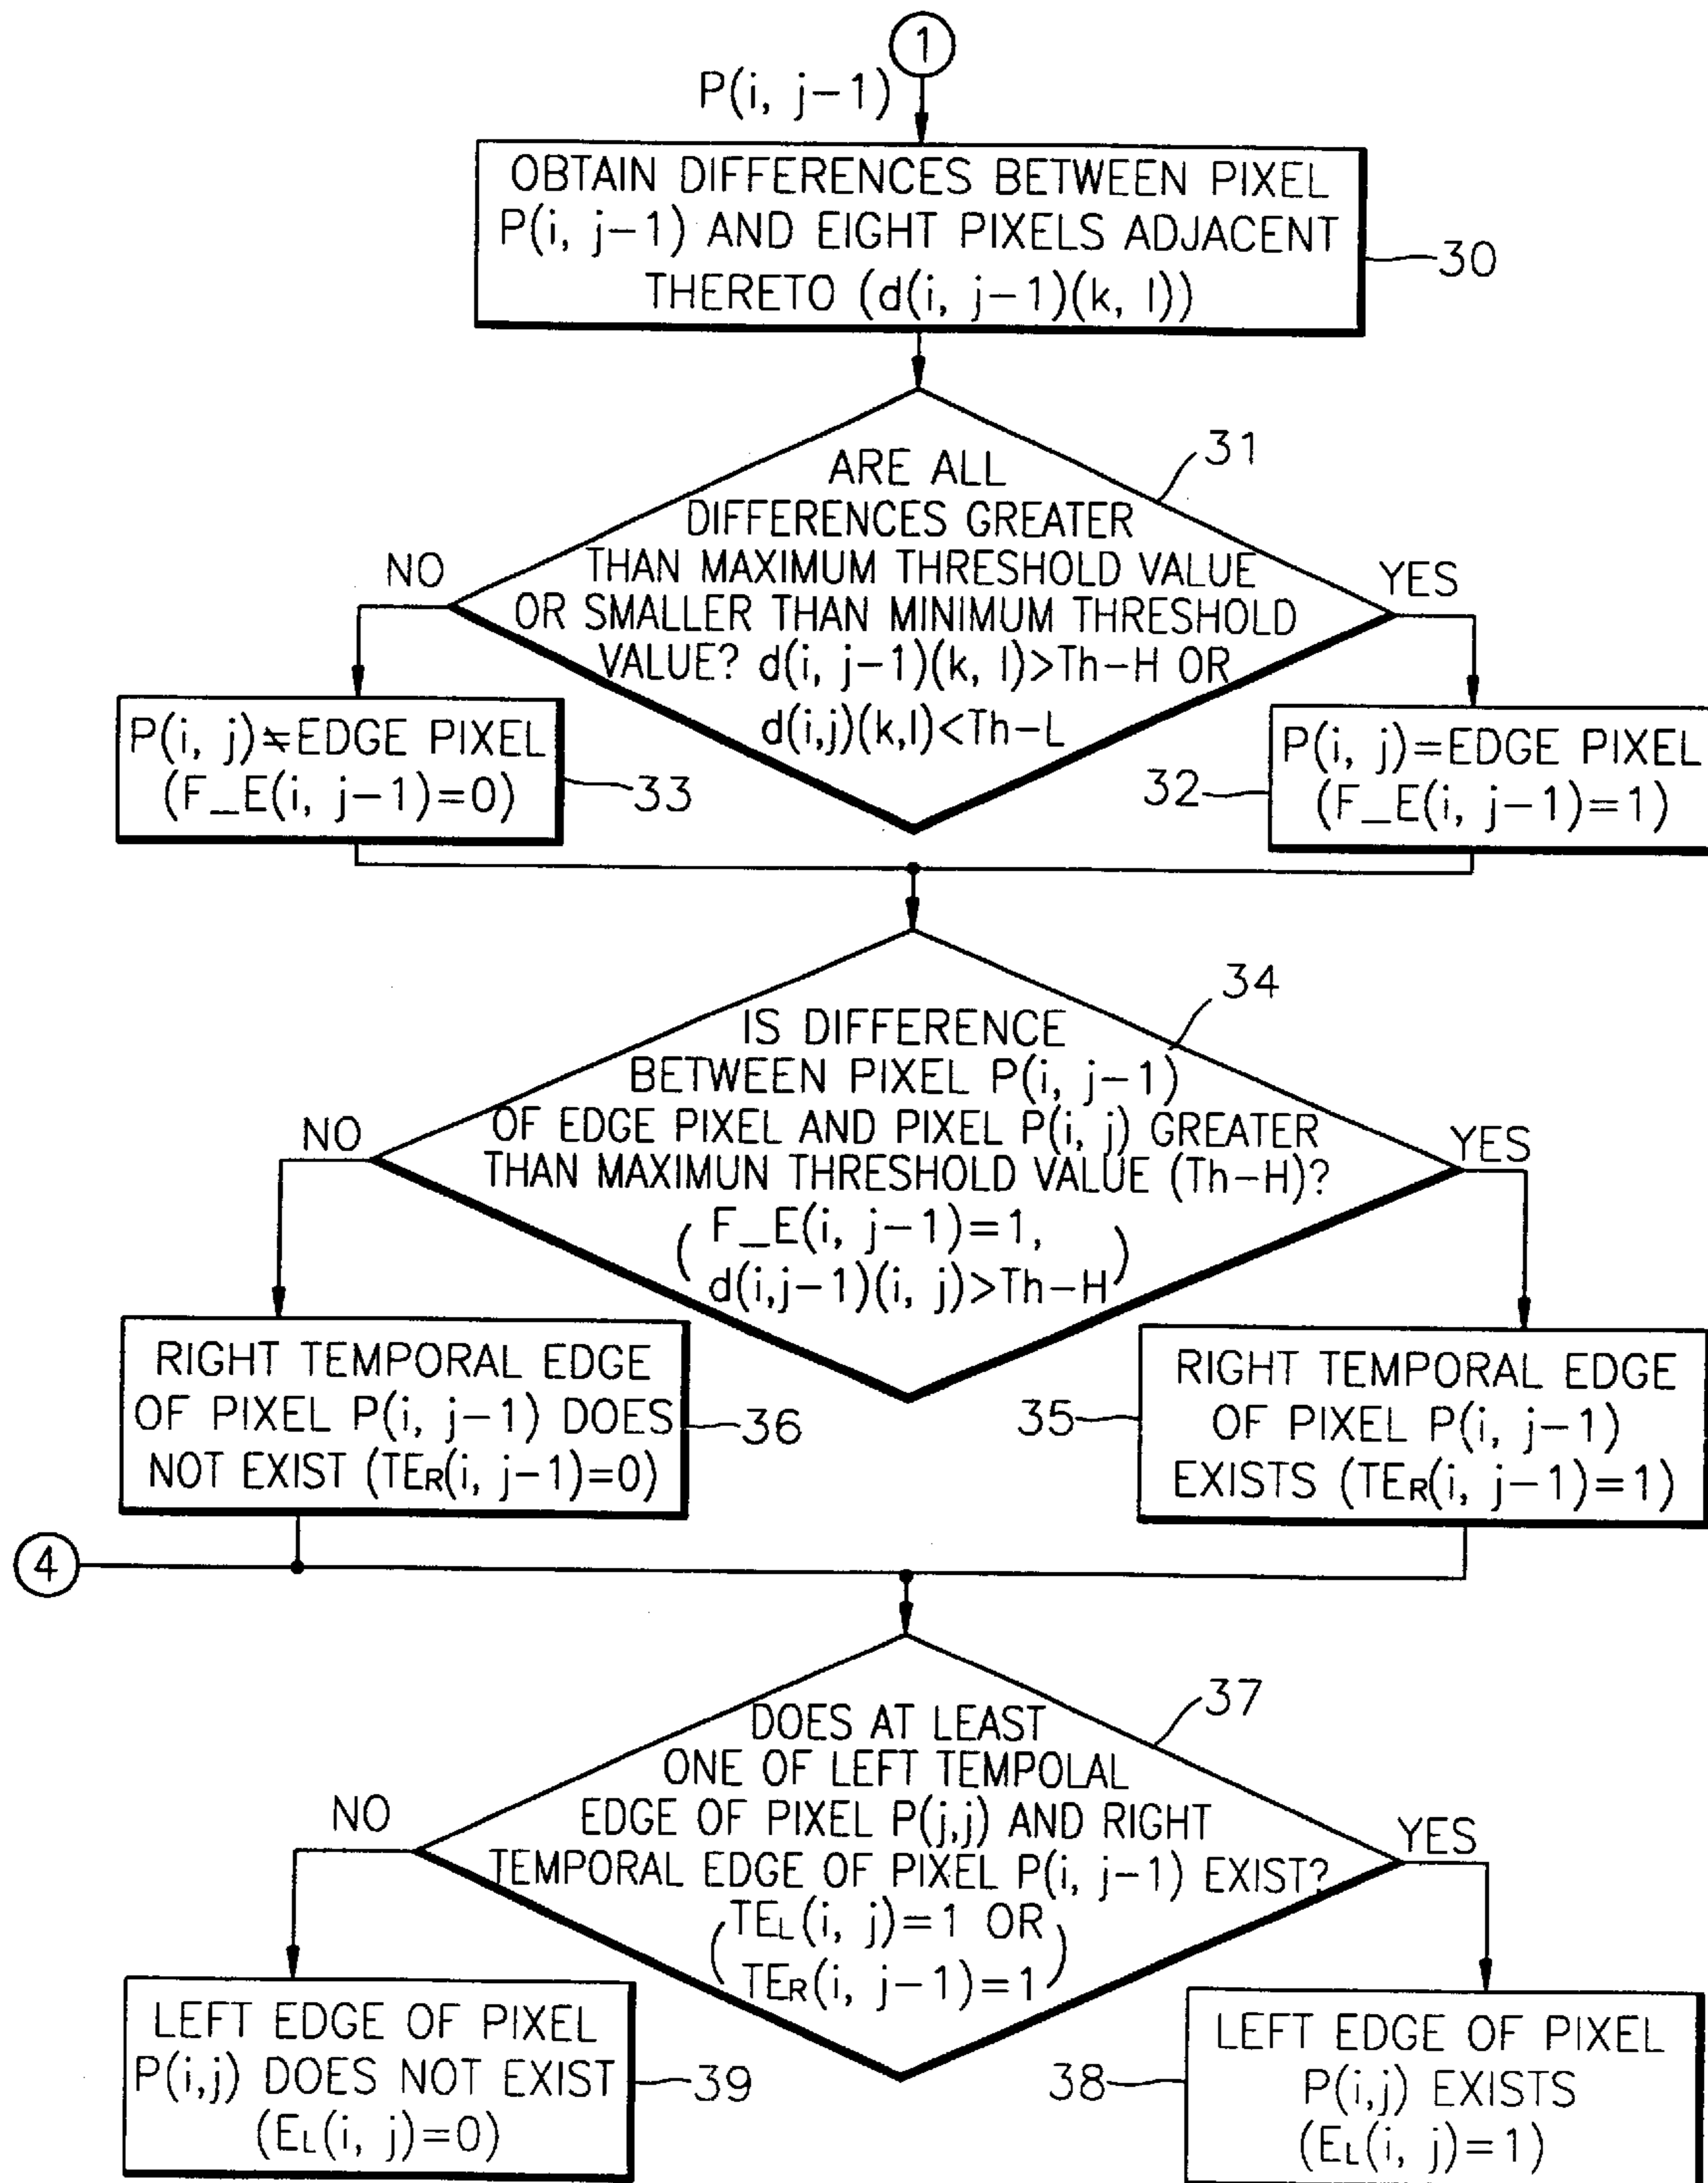 1
P(i, j-1)
OBTAIN DIFFERENCES BETWEEN PIXEL
P(i, j-1) AND EIGHT PIXELS ADJACENT
THERETO (d(i, j-1)(k, l))
30
31
ARE ALL
DIFFERENCES GREATER
THAN MAXIMUM THRESHOLD VALUE
OR SMALLER THAN MINIMUM THRESHOLD
VALUE? d(i, j-1)(k, l)>Th-H OR
d(i,j)(k,l)<Th-L
NO
YES
P(i, j)≠EDGE PIXEL
(F_E(i, j-1)=0)
33
32
P(i, j)=EDGE PIXEL
(F_E(i, j-1)=1)
34
IS DIFFERENCE
BETWEEN PIXEL P(i, j-1)
OF EDGE PIXEL AND PIXEL P(i, j) GREATER
THAN MAXIMUN THRESHOLD VALUE (Th-H)?
(F_E(i, j-1)=1,
d(i,j-1)(i, j)>Th-H)
NO
YES
RIGHT TEMPORAL EDGE
OF PIXEL P(i, j-1) DOES
NOT EXIST (TER(i, j-1)=0)
36
35
RIGHT TEMPORAL EDGE
OF PIXEL P(i, j-1)
EXISTS (TER(i, j-1)=1)
4
37
DOES AT LEAST
ONE OF LEFT TEMPOLAL
EDGE OF PIXEL P(j,j) AND RIGHT
TEMPORAL EDGE OF PIXEL P(i, j-1) EXIST?
(TEL(i, j)=1 OR
TER(i, j-1)=1)
NO
YES
LEFT EDGE OF PIXEL
P(i,j) DOES NOT EXIST
(EL(i, j)=0)
39
38
LEFT EDGE OF PIXEL
P(i,j) EXISTS
(EL(i, j)=1)